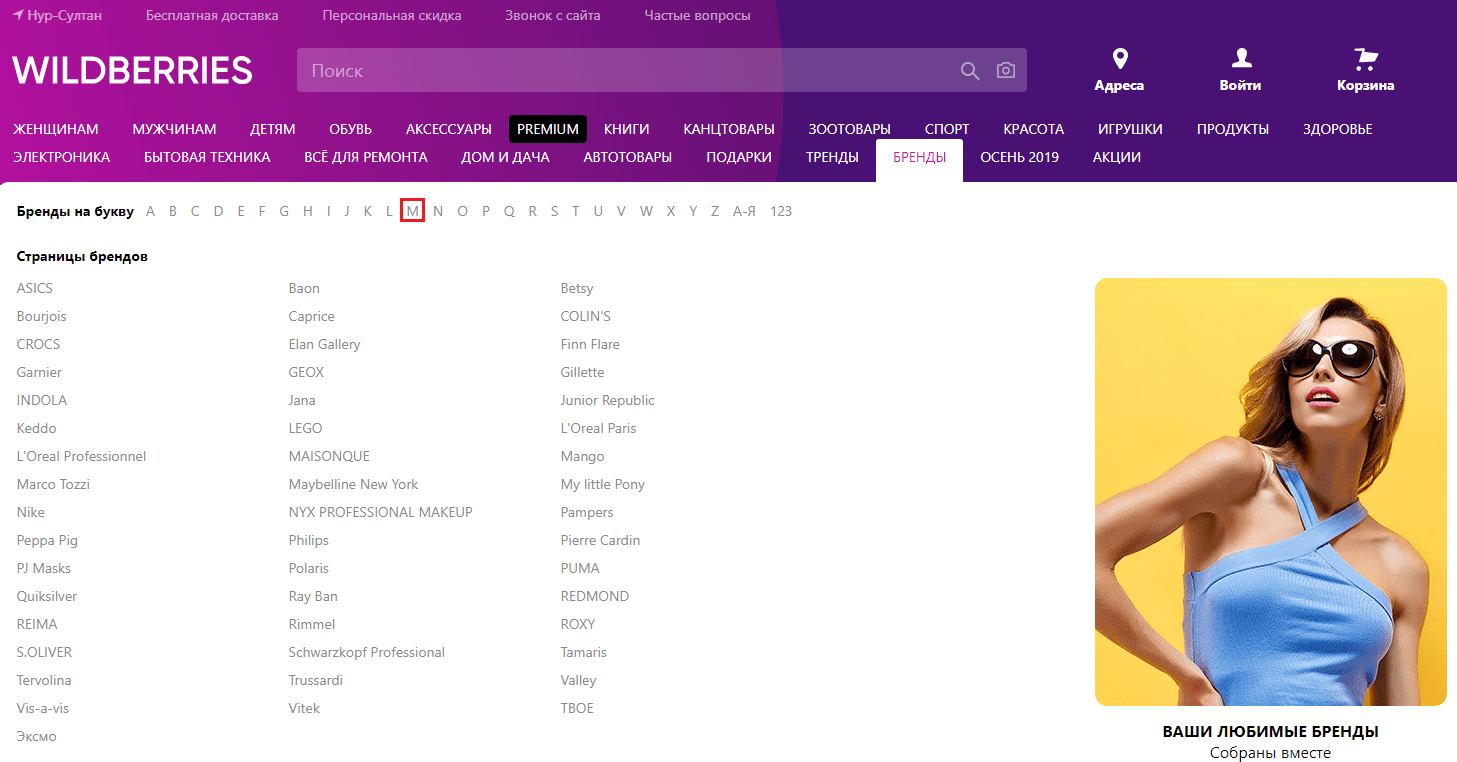 Нур-Султан Бесплатная доставка Персональная скидка Звонок с сайта Частые вопросы
WILDBERRIES Поиск Адреса Войти Корзина
ЖЕНЩИНАМ МУЖЧИНАМ ДЕТЯМ ОБУВЬ АКСЕССУАРЫ PREMIUM КНИГИ КАНЦТОВАРЫ ЗООТОВАРЫ СПОРТ КРАСОТА ИГРУШКИ ПРОДУКТЫ ЗДОРОВЬЕ
ЭЛЕКТРОНИКА БЫТОВАЯ ТЕХНИКА ВСЁ ДЛЯ РЕМОНТА ДОМ И ДАЧА АВТОТОВАРЫ ПОДАРКИ ТРЕНДЫ БРЕНДЫ ОСЕНЬ 2019 АКЦИИ
Бренды на букву A B C D E F G H I J K L M N O P Q R S T U V W X Y Z А-Я 123
Страницы брендов
ASICS Baon Betsy
Bourjois Caprice COLIN'S
CROCS Elan Gallery Finn Flare
Garnier GEOX Gillette
INDOLA Jana Junior Republic
Keddo LEGO L'Oreal Paris
L'Oreal Professionnel MAISONQUE Mango
Marco Tozzi Maybelline New York My little Pony
Nike NYX PROFESSIONAL MAKEUP Pampers
Peppa Pig Philips Pierre Cardin
PJ Masks Polaris PUMA
Quiksilver Ray Ban REDMOND
REIMA Rimmel ROXY
S.OLIVER Schwarzkopf Professional Tamaris
Tervolina Trussardi Valley
Vis-a-vis Vitek ТВОЕ
Эксмо
ВАШИ ЛЮБИМЫЕ БРЕНДЫ
Собраны вместе